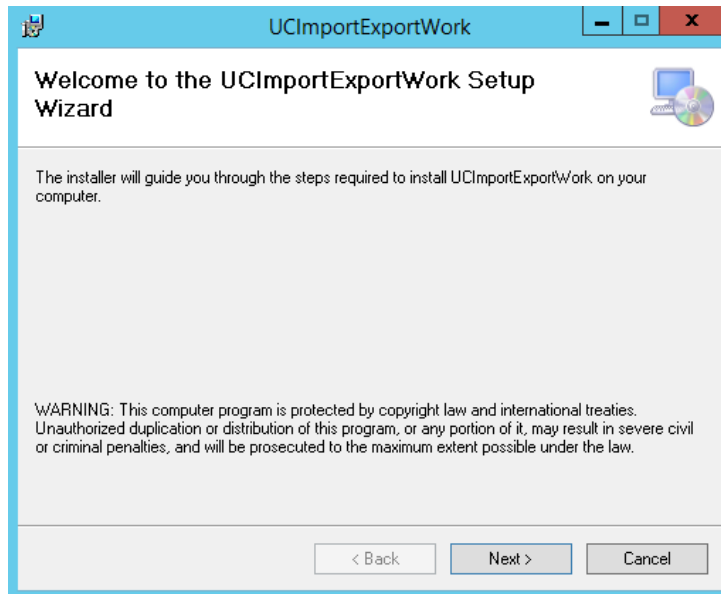 UCImportExportWork
Welcome to the UCImportExportWork Setup
Wizard
The installer will guide you through the steps required to install UCImportExportWork on your
computer.
WARNING: This computer program is protected by copyright law and international treaties.
Unauthorized duplication or distribution of this program, or any portion of it, may result in severe civil
or criminal penalties, and will be prosecuted to the maximum extent possible under the law.
< Back
Next >
Cancel